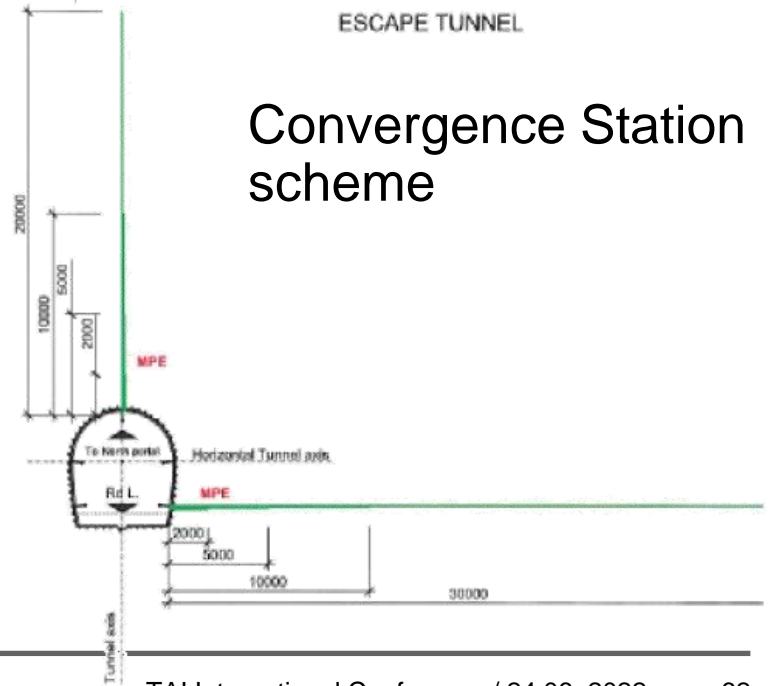 ESCAPE TUNNEL
Convergence Station
scheme
20000
10000
5000
2000
MPE
To North portal
Horizontal Tunnel axis
Rd L.
MPE
2000
5000
10000
30000
Tunnel axis